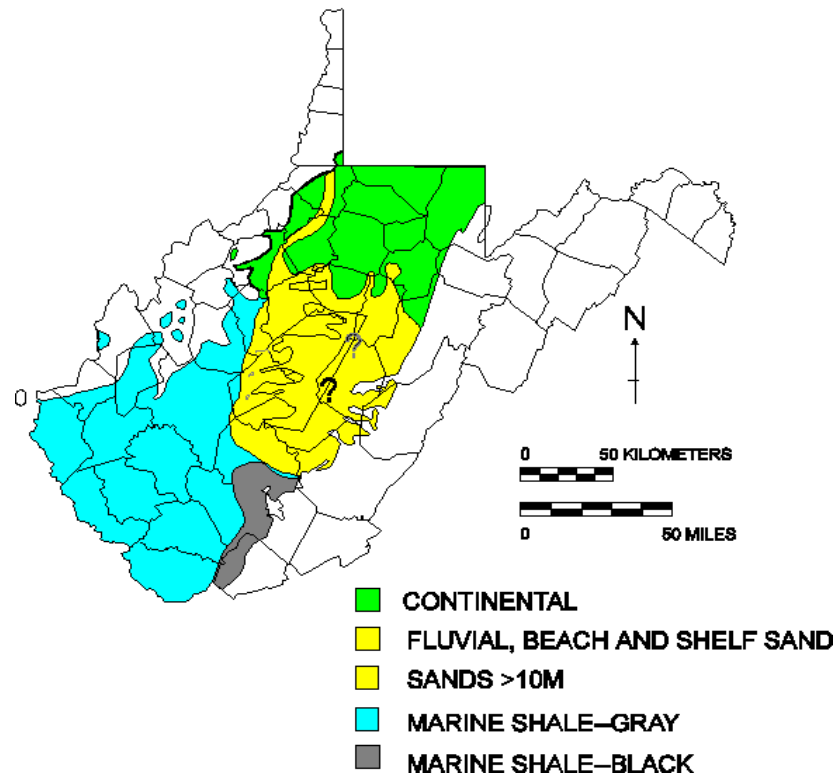 N
?
?
0
0 50 KILOMETERS
0 50 MILES
CONTINENTAL
FLUVIAL, BEACH AND SHELF SAND
SANDS >10M
MARINE SHALE–GRAY
MARINE SHALE–BLACK